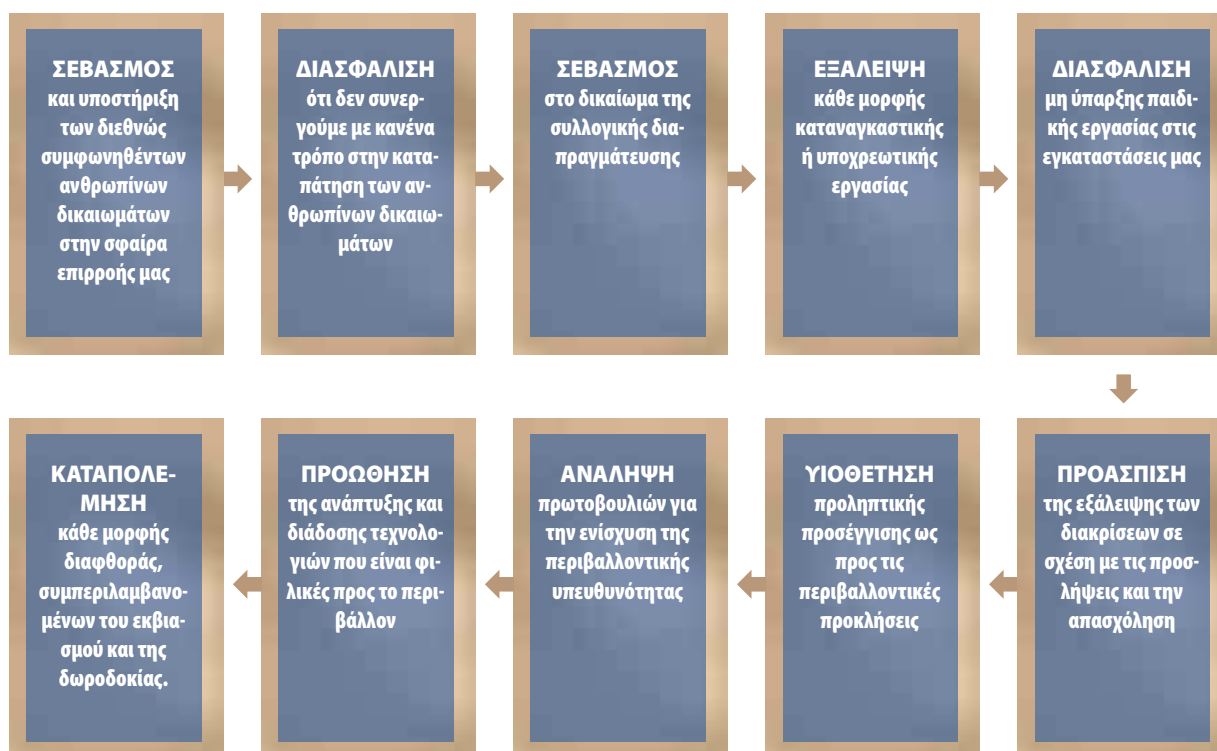 ΣΕΒΑΣΜΟΣ
και υποστήριξη
των διεθνώς
συμφωνηθέντων
ανθρωπίνων
δικαιωμάτων
στην σφαίρα
επιρροής μας
ΔΙΑΣΦΑΛΙΣΗ
ότι δεν συνερ-
γούμε με κανένα
τρόπο στην κατα-
πάτηση των αν-
θρωπίνων δικαιω-
μάτων
ΣΕΒΑΣΜΟΣ
στο δικαίωμα της
συλλογικής δια-
πραγμάτευσης
ΕΞΑΛΕΙΨΗ
κάθε μορφής
καταναγκαστικής
ή υποχρεωτικής
εργασίας
ΔΙΑΣΦΑΛΙΣΗ
μη ύπαρξης παιδι-
κής εργασίας στις
εγκαταστάσεις μας
ΠΡΟΑΣΠΙΣΗ
της εξάλειψης των
διακρίσεων σε
σχέση με τις προσ-
λήψεις και την
απασχόληση
ΥΙΟΘΕΤΗΣΗ
προληπτικής
προσέγγισης ως
προς τις
περιβαλλοντικές
προκλήσεις
ΑΝΑΛΗΨΗ
πρωτοβουλιών για
την ενίσχυση της
περιβαλλοντικής
υπευθυνότητας
ΠΡΟΩΘΗΣΗ
της ανάπτυξης και
διάδοσης τεχνολο-
γιών που είναι φι-
λικές προς το περι-
βάλλον
ΚΑΤΑΠΟΛΕ-
ΜΗΣΗ
κάθε μορφής
διαφθοράς,
συμπεριλαμβανο-
μένων του εκβια-
σμού και της
δωροδοκίας.